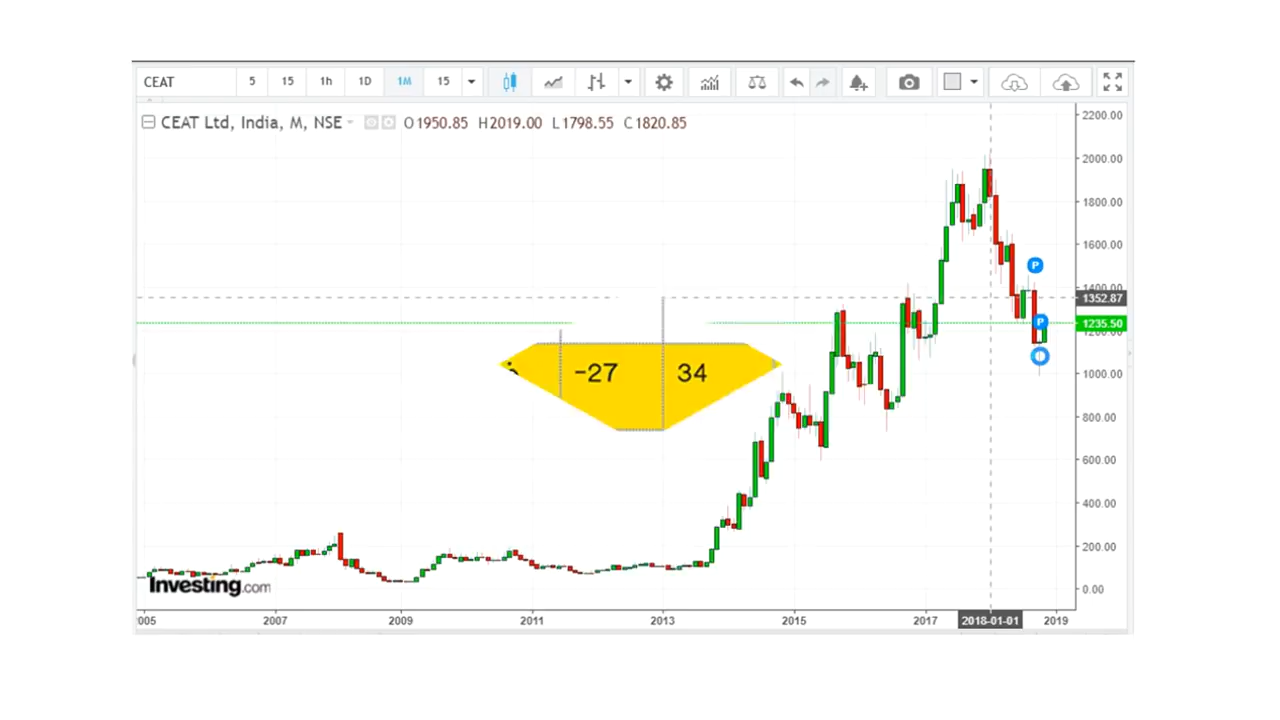 CEAT 5 15 1h 1D 1M 15
CEAT Ltd, India, M, NSE O1950.85 H2019.00 L1798.55 C1820.85
2200.00
2000.00
1800.00
1600.00
1400.00
1352.87
1235.50
1200.00
-27 34
1000.00
800.00
600.00
400.00
200.00
0.00
Investing.com
2007 2009 2011 2013 2015 2017 2018-01-01 2019
P
P